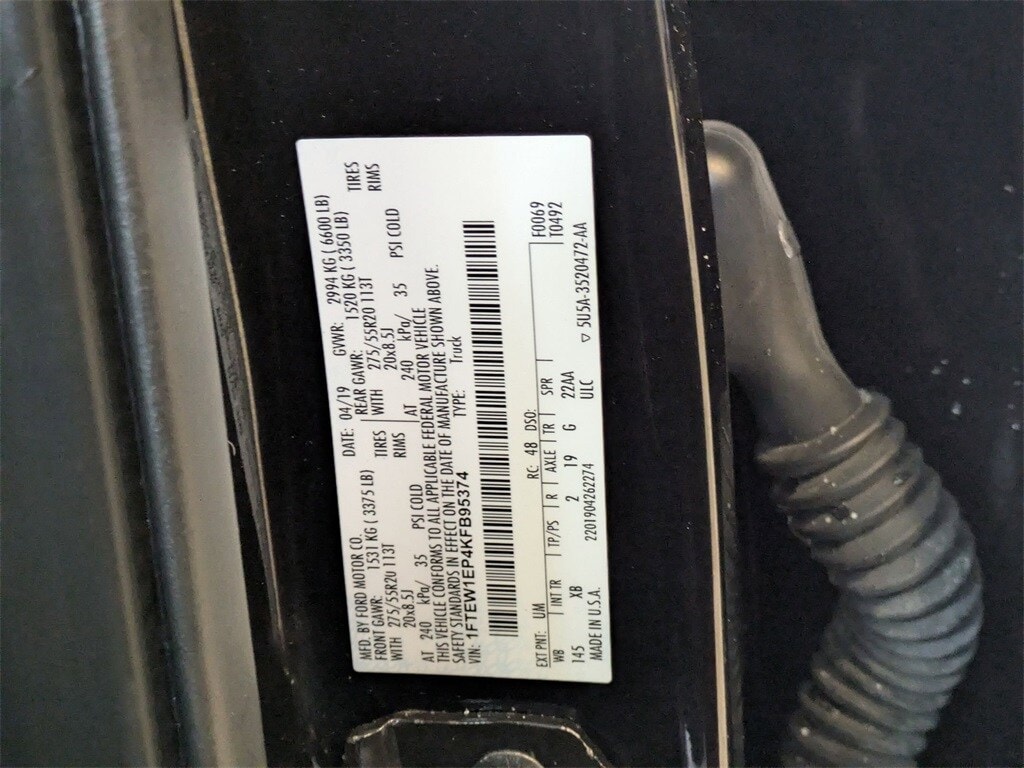 MFD. BY FORD MOTOR CO. DATE: 04/19 GVWR: 2994 KG ( 6600 LB)
FRONT GAWR: 1531 KG ( 3375 LB) REAR GAWR: 1520 KG ( 3350 LB)
WITH 275/55R20 113T TIRES WITH 275/55R20 113T TIRES
20x8.5J RIMS 20x8.5J RIMS
AT 240 kPa/ 35 PSI COLD AT 240 kPa/ 35 PSI COLD
THIS VEHICLE CONFORMS TO ALL APPLICABLE FEDERAL MOTOR VEHICLE
SAFETY STANDARDS IN EFFECT ON THE DATE OF MANUFACTURE SHOWN ABOVE.
VIN: 1FTEW1EP4KFB95374 TYPE: Truck
F0069
EXT PNT: UM RC: 48 DSO: T0492
WB INT TR TP/PS R AXLE TR SPR
145 XB 2 19 G 22AA
MADE IN U.S.A. 2201904262274 ULC ▽ 5U5A-3520472-AA